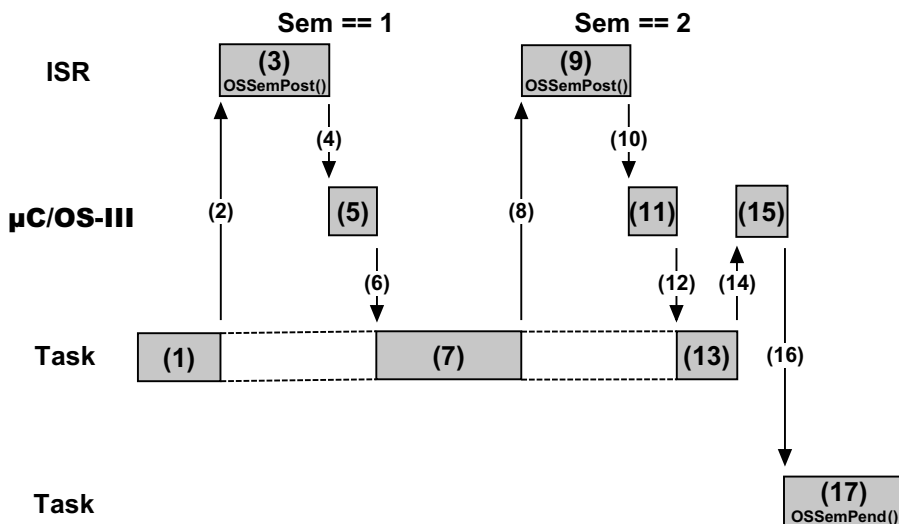 Sem == 1
Sem == 2
ISR
(3)
OSSemPost()
(9)
OSSemPost()
(4)
(10)
µC/OS-III
(2)
(5)
(8)
(11)
(15)
(6)
(12)
(14)
Task
(1)
(7)
(13)
(16)
Task
(17)
OSSemPend()